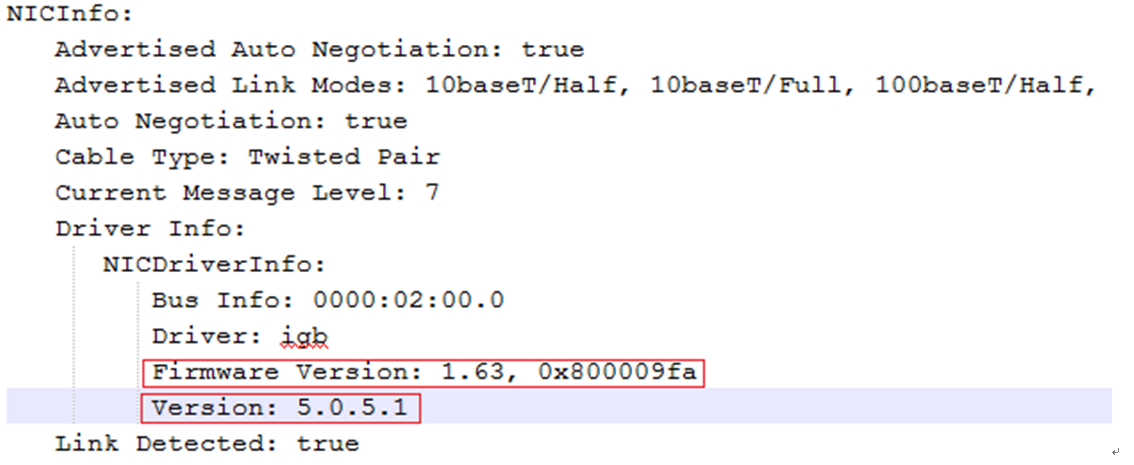 NICInfo:
Advertised Auto Negotiation: true
Advertised Link Modes: 10baseT/Half, 10baseT/Full, 100baseT/Half,
Auto Negotiation: true
Cable Type: Twisted Pair
Current Message Level: 7
Driver Info:
NICDriverInfo:
Bus Info: 0000:02:00.0
Driver: igb
Firmware Version: 1.63, 0x800009fa
Version: 5.0.5.1
Link Detected: true